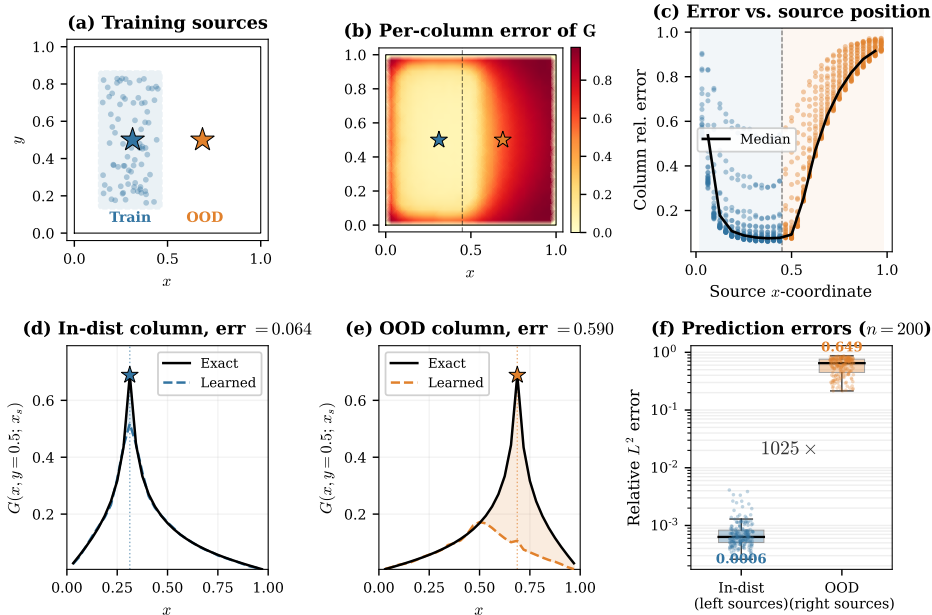 (a) Training sources
1.0
0.8
0.6
0.4
0.2
0.0
y
Train
OOD
0.0
0.5
1.0
x
(b) Per-column error of G
1.0
0.8
0.6
0.4
0.2
0.0
0.0
0.5
1.0
x
0.8
0.6
0.4
0.2
0.0
(c) Error vs. source position
1.0
0.8
0.6
0.4
0.2
Column rel. error
Median
0.0
0.5
1.0
Source x-coordinate
(d) In-dist column, err = 0.064
0.6
0.4
0.2
G(x, y = 0.5; x_s)
Exact
Learned
0.00
0.25
0.50
0.75
1.00
x
(e) OOD column, err = 0.590
0.6
0.4
0.2
G(x, y = 0.5; x_s)
Exact
Learned
0.00
0.25
0.50
0.75
1.00
x
(f) Prediction errors (n = 200)
10⁰
10⁻¹
10⁻²
10⁻³
Relative L² error
0.649
1025 ×
0.0006
In-dist
(left sources)
OOD
(right sources)